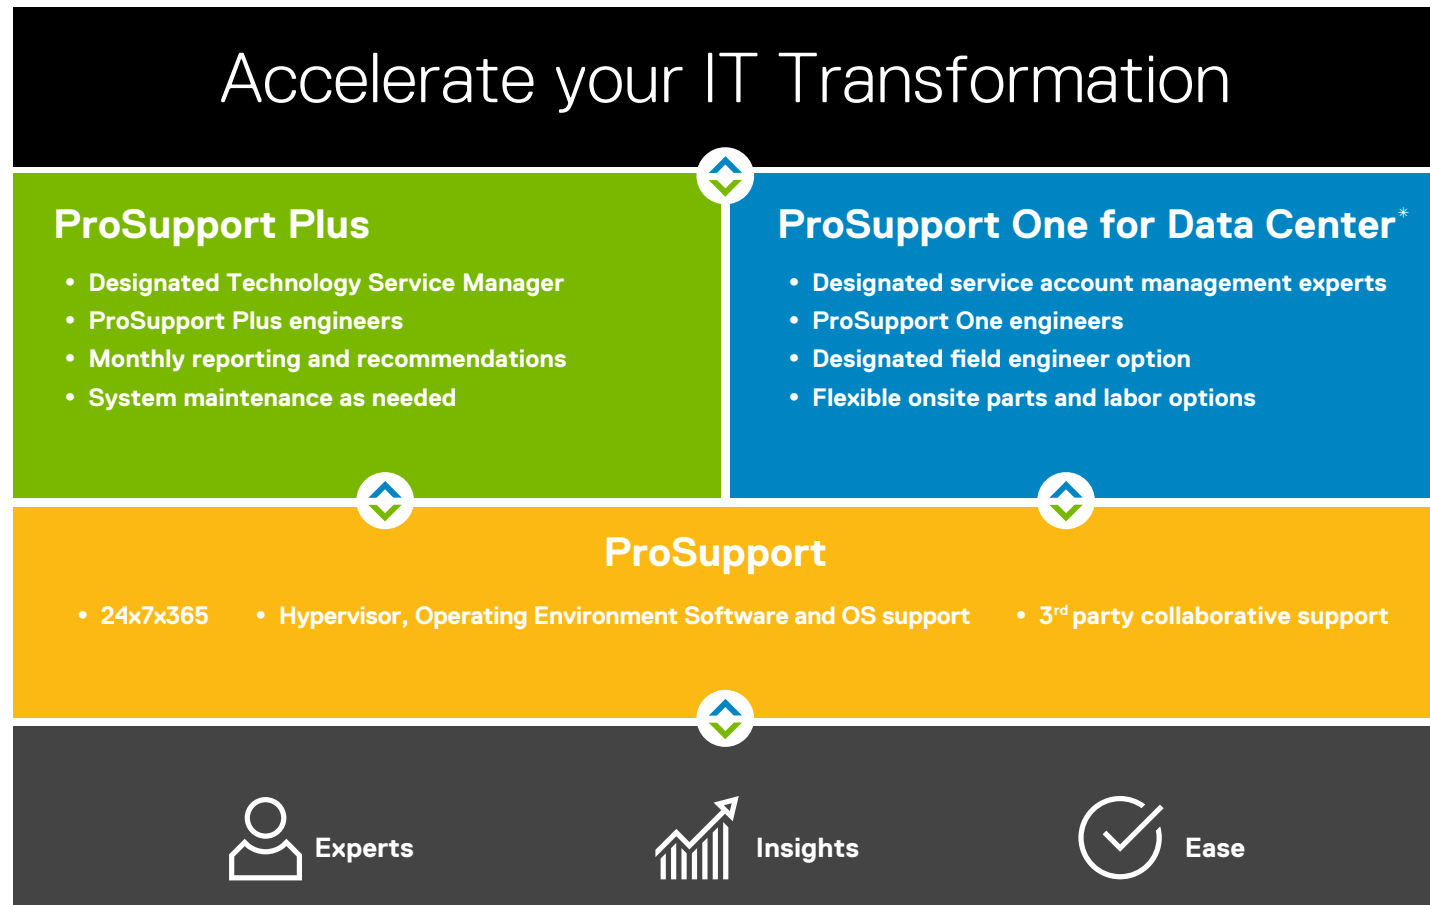 Accelerate your IT Transformation
ProSupport Plus
• Designated Technology Service Manager
• ProSupport Plus engineers
• Monthly reporting and recommendations
• System maintenance as needed
ProSupport One for Data Center*
• Designated service account management experts
• ProSupport One engineers
• Designated field engineer option
• Flexible onsite parts and labor options
ProSupport
• 24x7x365 • Hypervisor, Operating Environment Software and OS support • 3rd party collaborative support
Experts Insights Ease